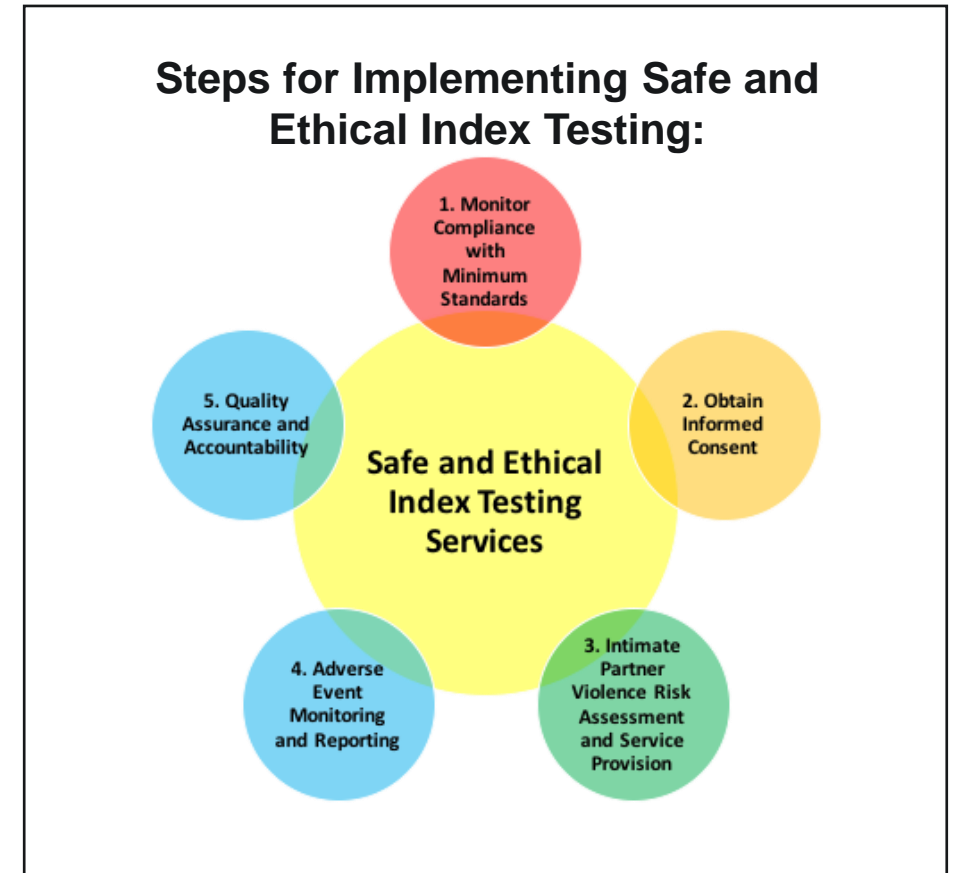 Steps for Implementing Safe and
Ethical Index Testing:
1. Monitor
Compliance
with
Minimum
Standards
2. Obtain
Informed
Consent
3. Intimate
Partner
Violence Risk
Assessment
and Service
Provision
4. Adverse
Event
Monitoring
and Reporting
5. Quality
Assurance and
Accountability
Safe and Ethical
Index Testing
Services